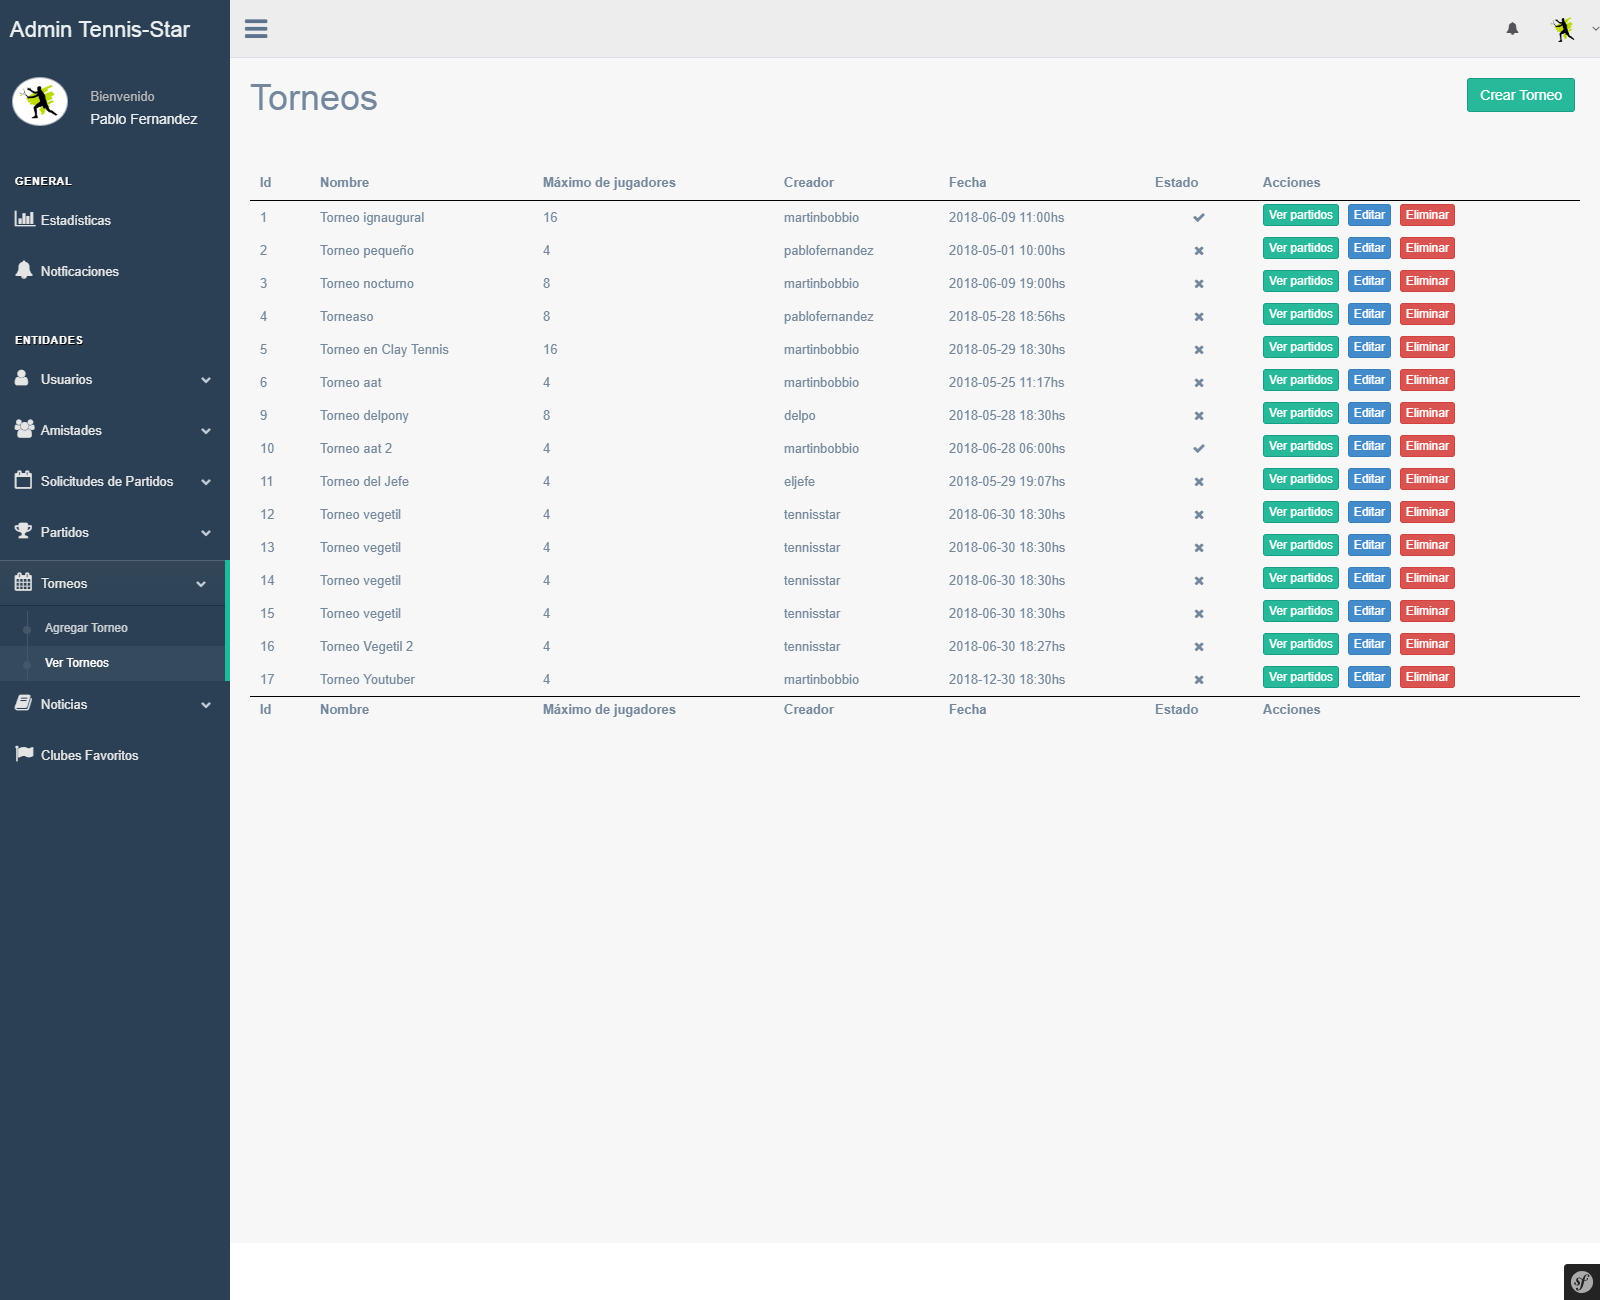 Admin Tennis-Star
Bienvenido
Pablo Fernandez
GENERAL
Estadísticas
Notficaciones
ENTIDADES
Usuarios
Amistades
Solicitudes de Partidos
Partidos
Torneos
Agregar Torneo
Ver Torneos
Noticias
Clubes Favoritos
Torneos
Crear Torneo
Id Nombre Máximo de jugadores Creador Fecha Estado Acciones
1 Torneo ignaugural 16 martinbobbio 2018-06-09 11:00hs Ver partidos Editar Eliminar
2 Torneo pequeño 4 pablofernandez 2018-05-01 10:00hs Ver partidos Editar Eliminar
3 Torneo nocturno 8 martinbobbio 2018-06-09 19:00hs Ver partidos Editar Eliminar
4 Torneaso 8 pablofernandez 2018-05-28 18:56hs Ver partidos Editar Eliminar
5 Torneo en Clay Tennis 16 martinbobbio 2018-05-29 18:30hs Ver partidos Editar Eliminar
6 Torneo aat 4 martinbobbio 2018-05-25 11:17hs Ver partidos Editar Eliminar
9 Torneo delpony 8 delpo 2018-05-28 18:30hs Ver partidos Editar Eliminar
10 Torneo aat 2 4 martinbobbio 2018-06-28 06:00hs Ver partidos Editar Eliminar
11 Torneo del Jefe 4 eljefe 2018-05-29 19:07hs Ver partidos Editar Eliminar
12 Torneo vegetil 4 tennisstar 2018-06-30 18:30hs Ver partidos Editar Eliminar
13 Torneo vegetil 4 tennisstar 2018-06-30 18:30hs Ver partidos Editar Eliminar
14 Torneo vegetil 4 tennisstar 2018-06-30 18:30hs Ver partidos Editar Eliminar
15 Torneo vegetil 4 tennisstar 2018-06-30 18:30hs Ver partidos Editar Eliminar
16 Torneo Vegetil 2 4 tennisstar 2018-06-30 18:27hs Ver partidos Editar Eliminar
17 Torneo Youtuber 4 martinbobbio 2018-12-30 18:30hs Ver partidos Editar Eliminar
Id Nombre Máximo de jugadores Creador Fecha Estado Acciones
sf